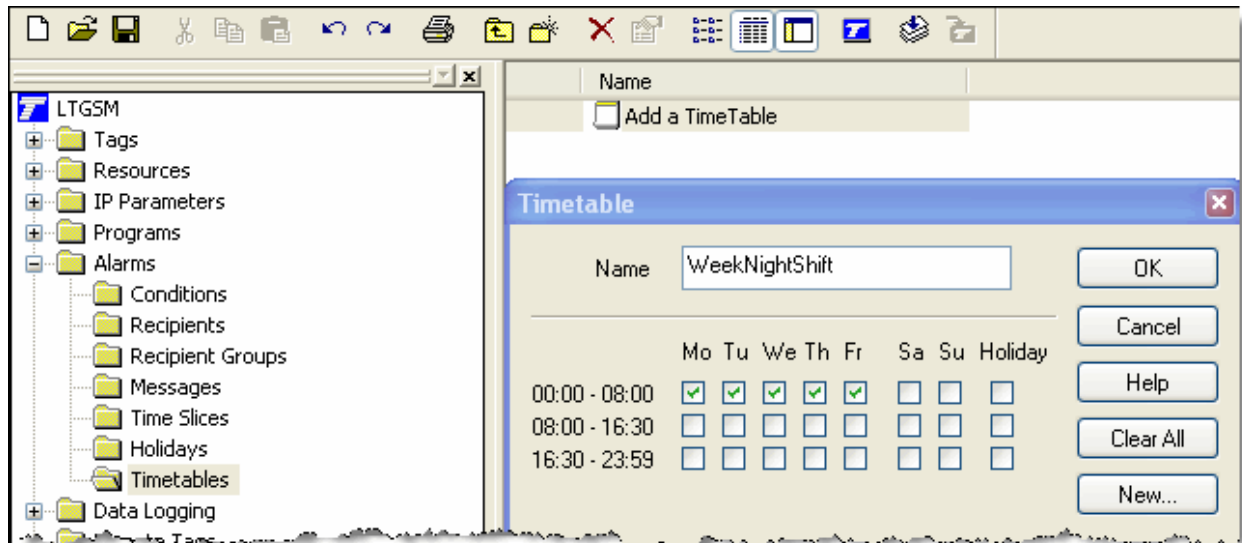 LTGSM
Tags
Resources
IP Parameters
Programs
Alarms
Conditions
Recipients
Recipient Groups
Messages
Time Slices
Holidays
Timetables
Data Logging
Name
Add a TimeTable
Timetable
Name WeekNightShift
OK
Cancel
Help
Clear All
New...
Mo Tu We Th Fr Sa Su Holiday
00:00 - 08:00
08:00 - 16:30
16:30 - 23:59